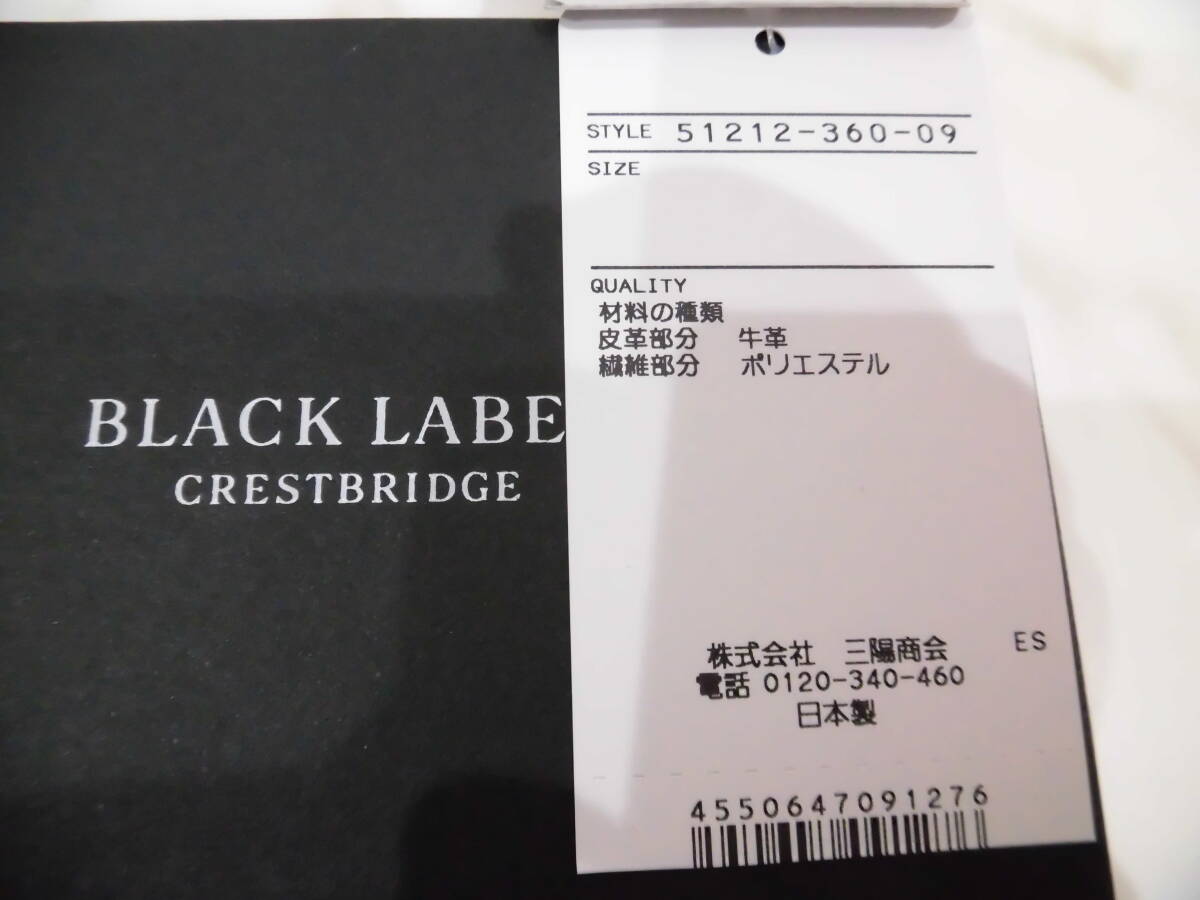 BLACK LABE
CRESTBRIDGE
STYLE 51212-360-09
SIZE
QUALITY
材料の種類
皮革部分 牛革
繊維部分 ポリエステル
株式会社 三陽商会 ES
電話 0120-340-460
日本製
4550647091276